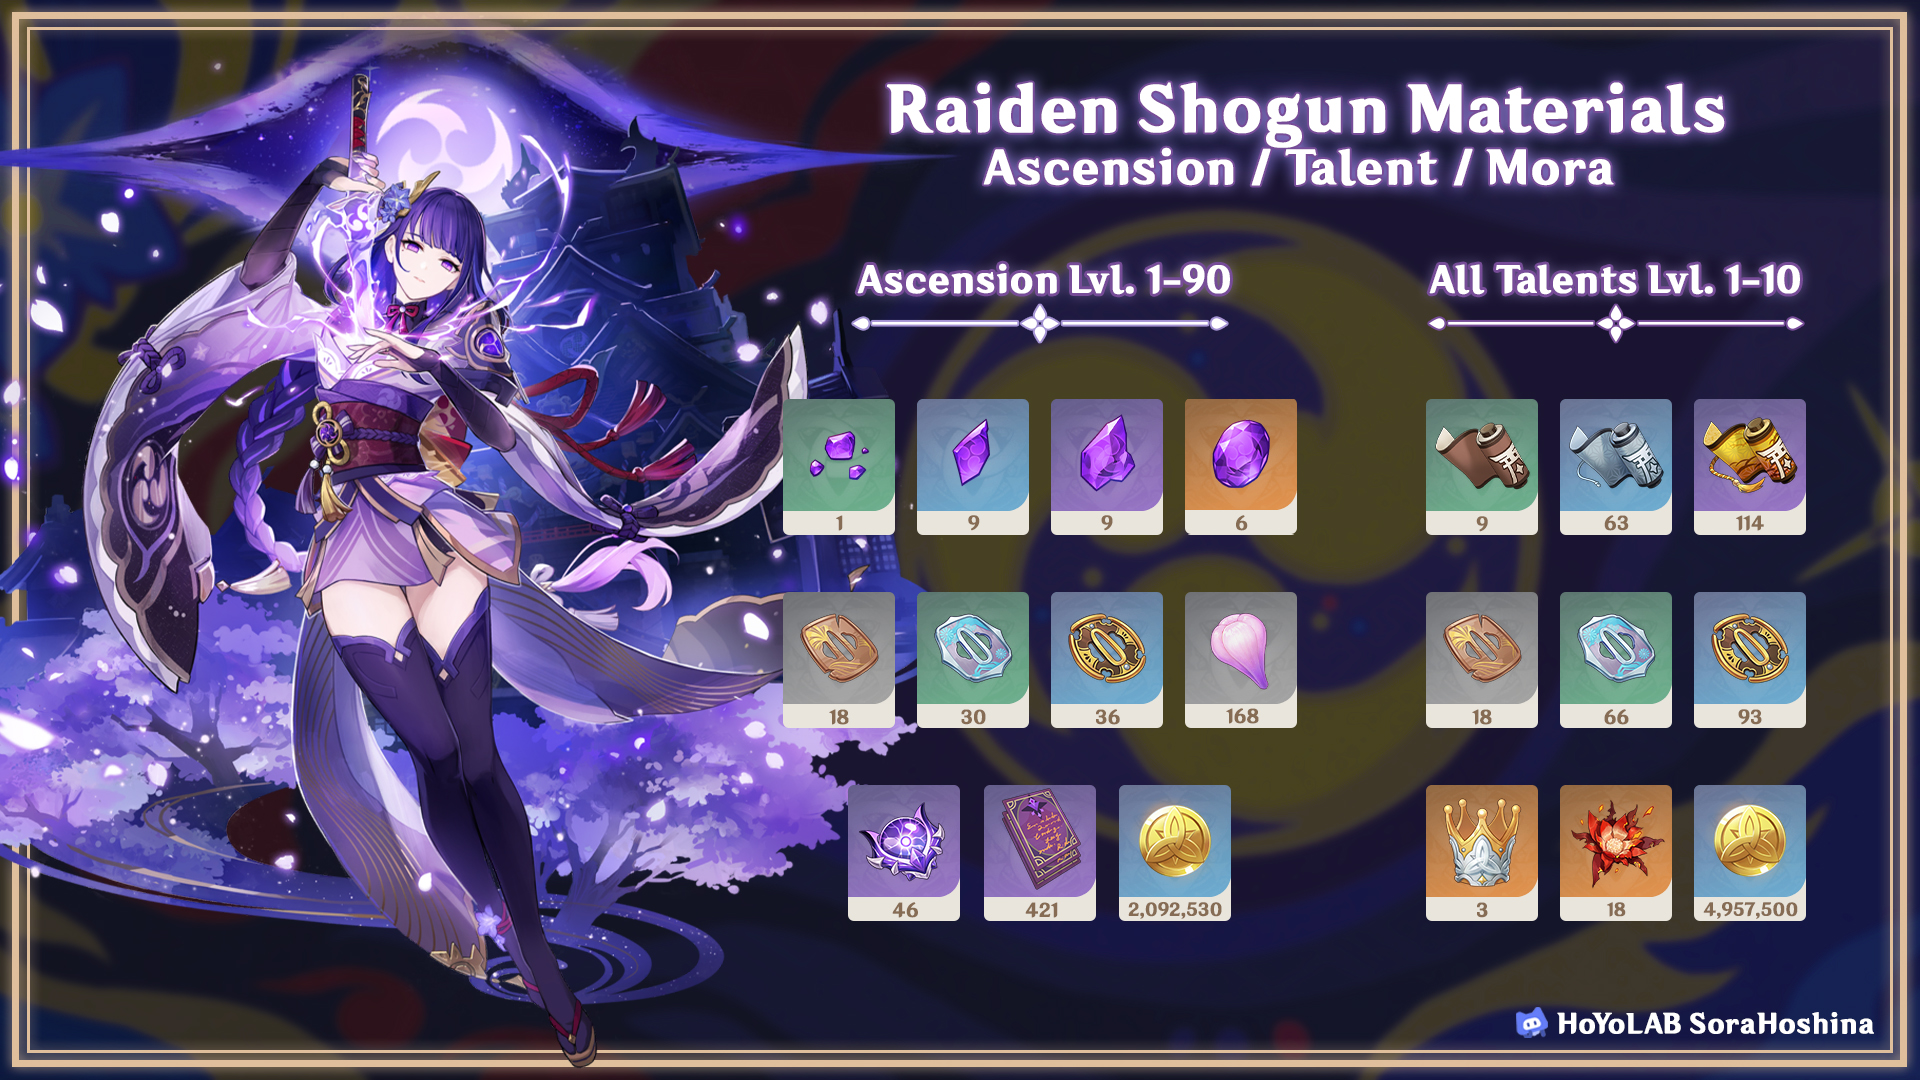 Raiden Shogun Materials
Ascension / Talent / Mora
Ascension Lvl. 1-90
All Talents Lvl. 1-10
1 9 9 6
9 63 114
18 30 36 168
18 66 93
46 421 2,092,530
3 18 4,957,500
HoYoLAB SoraHoshina